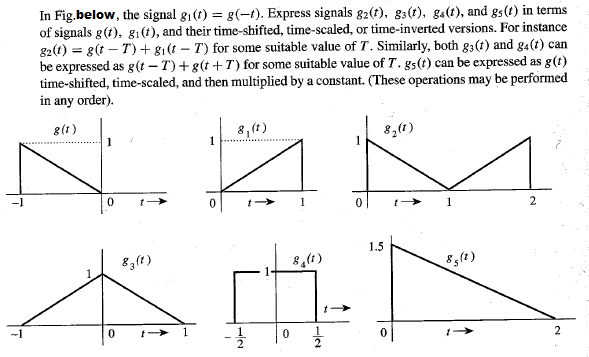 In Fig.below, the signal g₁(t) = g(−t). Express signals g₂(t), g₃(t), g₄(t), and g₅(t) in terms
of signals g(t), g₁(t), and their time-shifted, time-scaled, or time-inverted versions. For instance
g₂(t) = g(t − T) + g₁(t − T) for some suitable value of T. Similarly, both g₃(t) and g₄(t) can
be expressed as g(t − T) + g(t + T) for some suitable value of T. g₅(t) can be expressed as g(t)
time-shifted, time-scaled, and then multiplied by a constant. (These operations may be performed
in any order).
g(t) 1 −1 0 t→
g₁(t) 1 0 t→ 1
g₂(t) 1 0 t→ 1 2
g₃(t) 1 −1 0 t→ 1
g₄(t) 1 t→ −1/2 0 1/2
1.5 g₅(t) 0 t→ 2